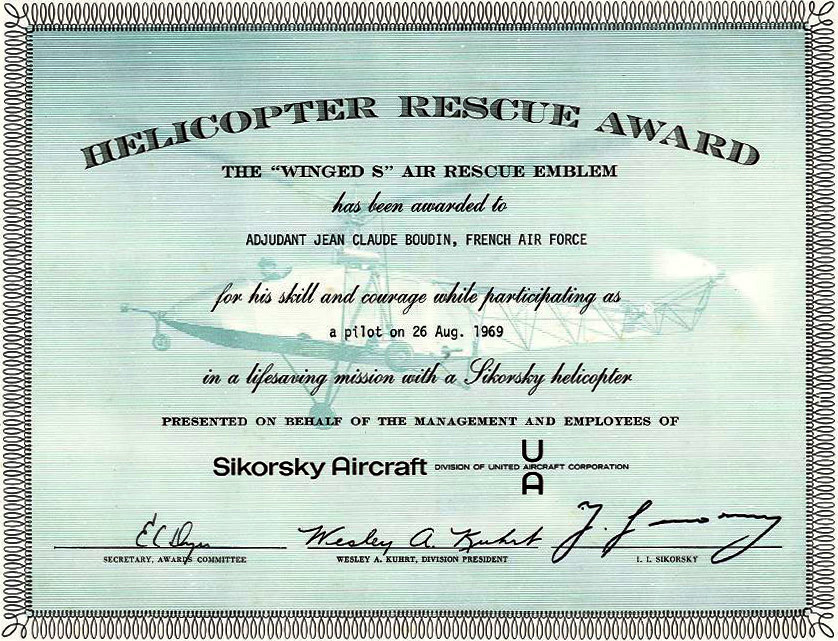 HELICOPTER RESCUE AWARD
THE “WINGED S” AIR RESCUE EMBLEM
has been awarded to
ADJUDANT JEAN CLAUDE BOUDIN, FRENCH AIR FORCE
for his skill and courage while participating as
a pilot on 26 Aug. 1969
in a lifesaving mission with a Sikorsky helicopter
PRESENTED ON BEHALF OF THE MANAGEMENT AND EMPLOYEES OF
Sikorsky Aircraft DIVISION OF UNITED AIRCRAFT CORPORATION
U
A
Wesley A. Kuhrt
SECRETARY, AWARDS COMMITTEE WESLEY A. KUHRT, DIVISION PRESIDENT I. I. SIKORSKY